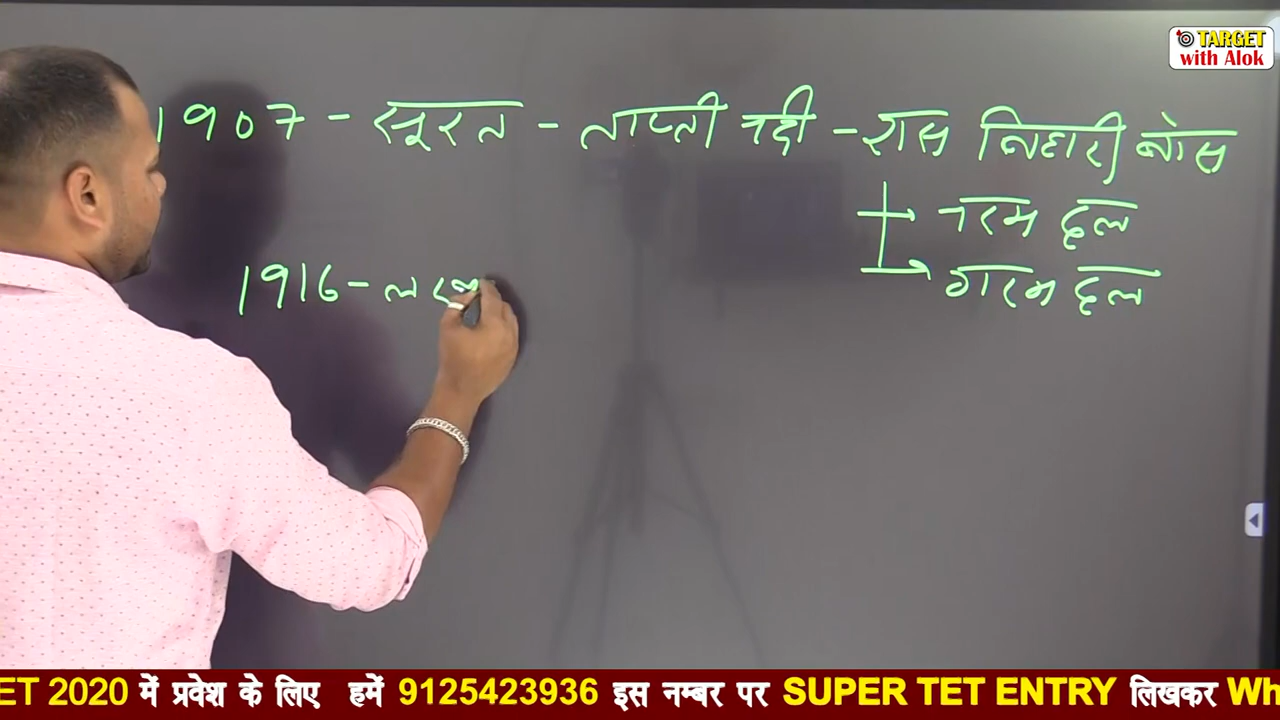 TARGET
with Alok
1907 - सूरत - ताप्ती नदी - रास बिहारी बोस
नरम दल
1916 - लख
गरम दल
ET 2020 में प्रवेश के लिए हमें 9125423936 इस नम्बर पर SUPER TET ENTRY लिखकर Wh